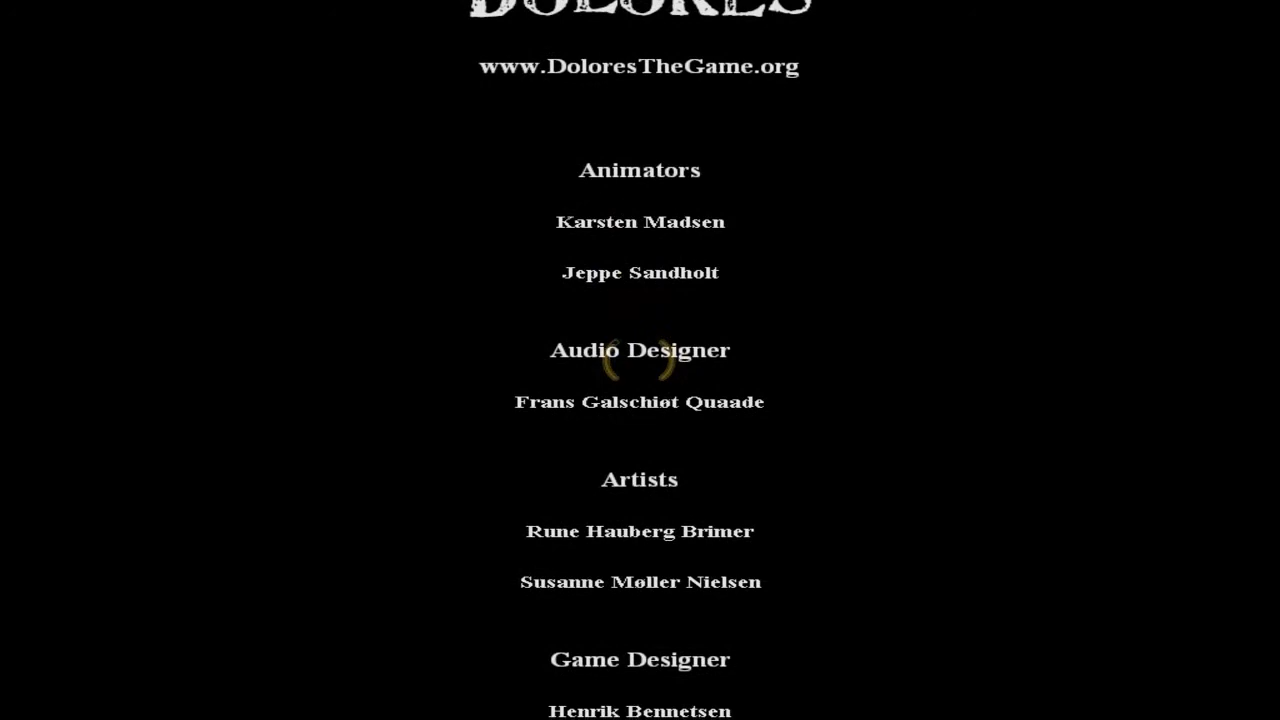 DOLORES
www.DoloresTheGame.org
Animators
Karsten Madsen
Jeppe Sandholt
Audio Designer
Frans Galschiøt Quaade
Artists
Rune Hauberg Brimer
Susanne Møller Nielsen
Game Designer
Henrik Bennetsen